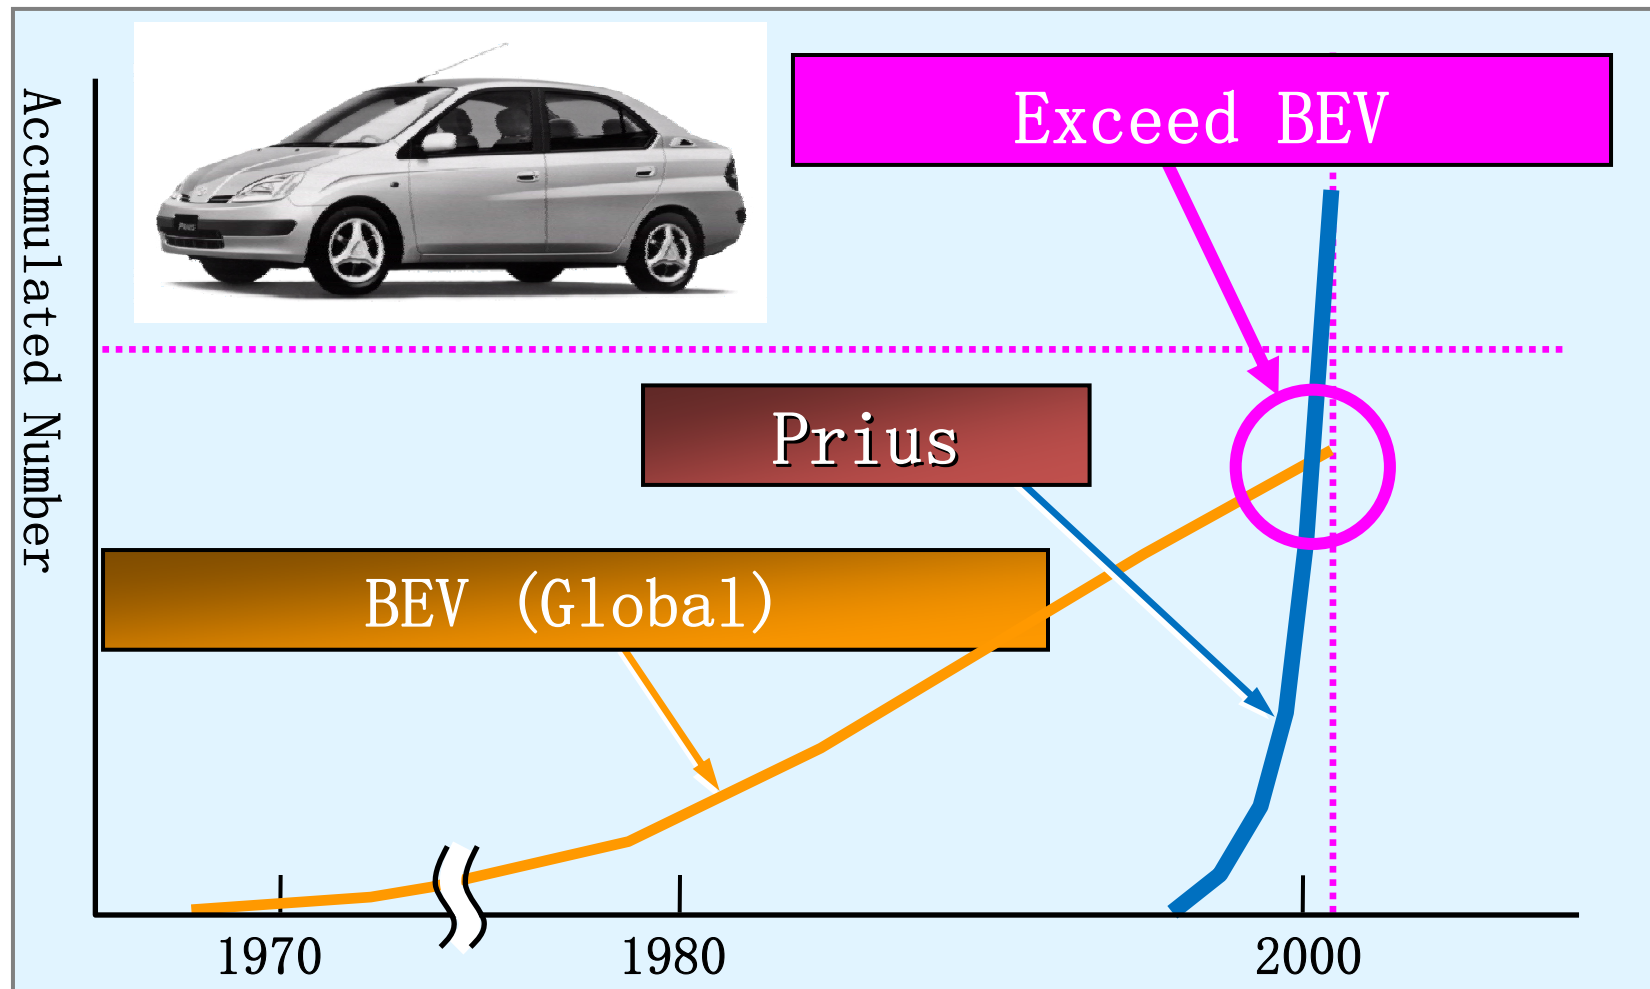 Exceed BEV
Accumulated Number
Prius
BEV (Global)
1970
1980
2000